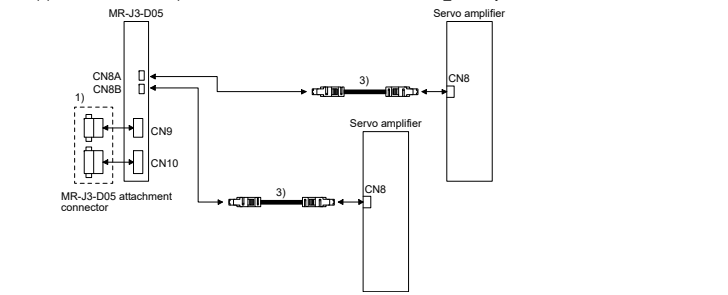 MR-J3-D05
Servo amplifier
CN8A
CN8B
3)
CN8
1)
CN9
Servo amplifier
CN10
CN8
MR-J3-D05 attachment
connector
3)